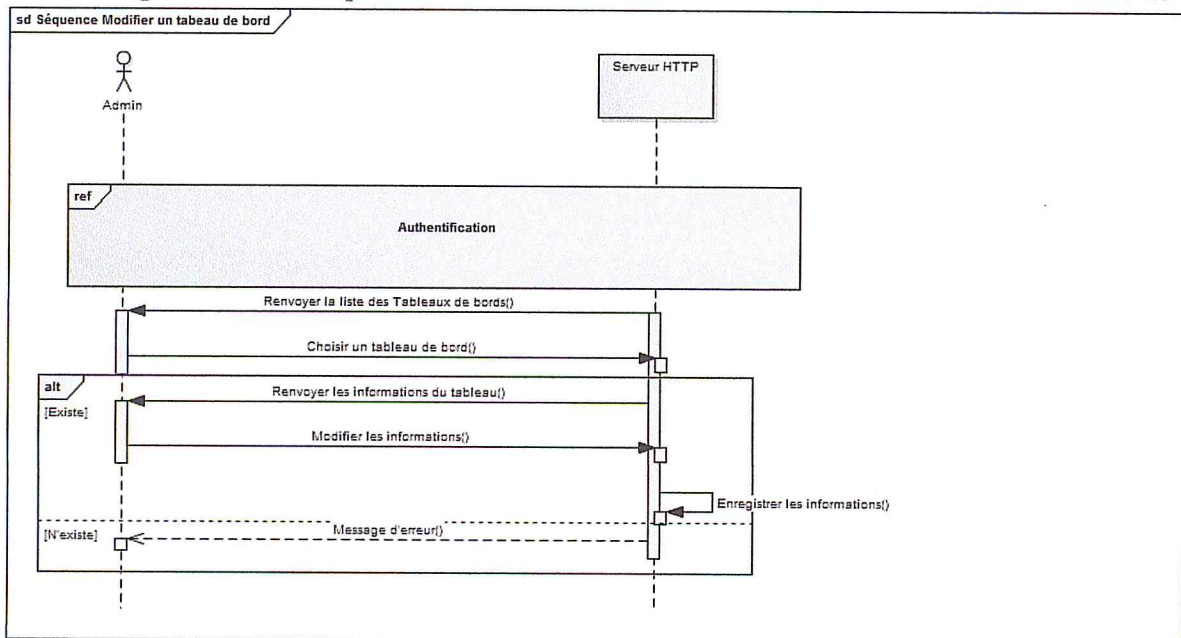 sd Séquence Modifier un tabeau de bord
Serveur HTTP
Admin
ref
Authentification
Renvoyer la liste des Tableaux de bords()
Choisir un tableau de bord()
alt
Renvoyer les informations du tableau()
[Existe]
Modifier les informations()
Enregistrer les informations()
Message d'erreur()
[N'existe]